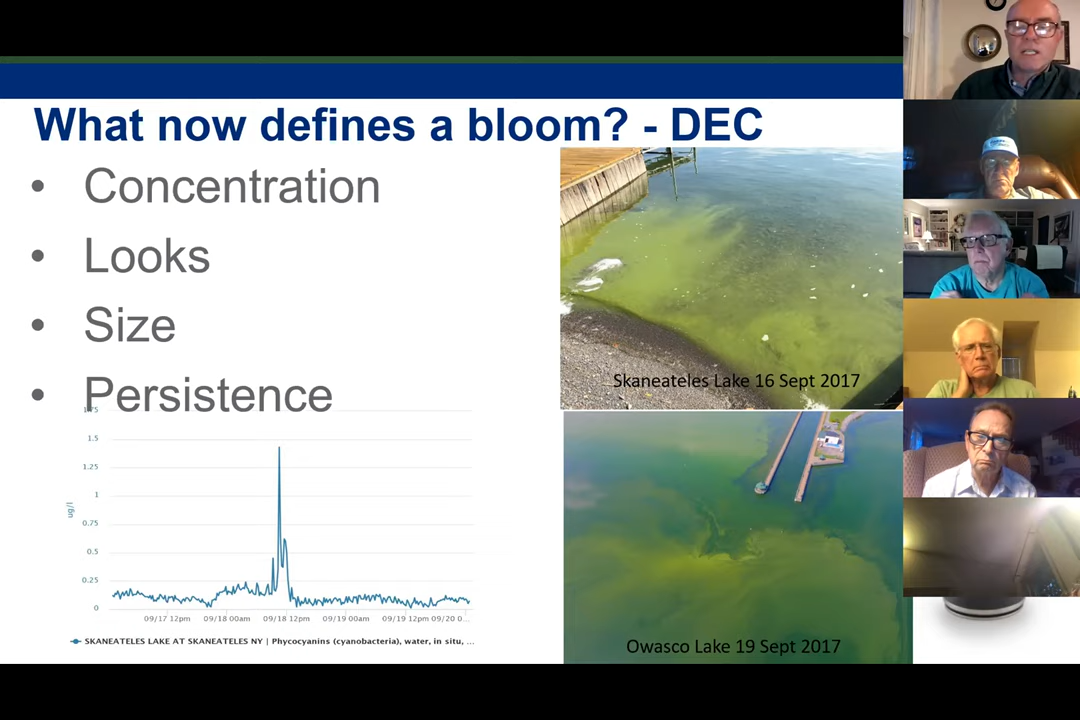 What now defines a bloom? - DEC
• Concentration
• Looks
• Size
• Persistence
Skaneateles Lake 16 Sept 2017
1.75
1.5
1.25
1
0.75
0.5
0.25
0
ug/l
09/17 12pm 09/18 00am 09/18 12pm 09/19 00am 09/19 12pm 09/20 0...
SKANEATELES LAKE AT SKANEATELES NY | Phycocyanins (cyanobacteria), water, in situ, ...
Owasco Lake 19 Sept 2017